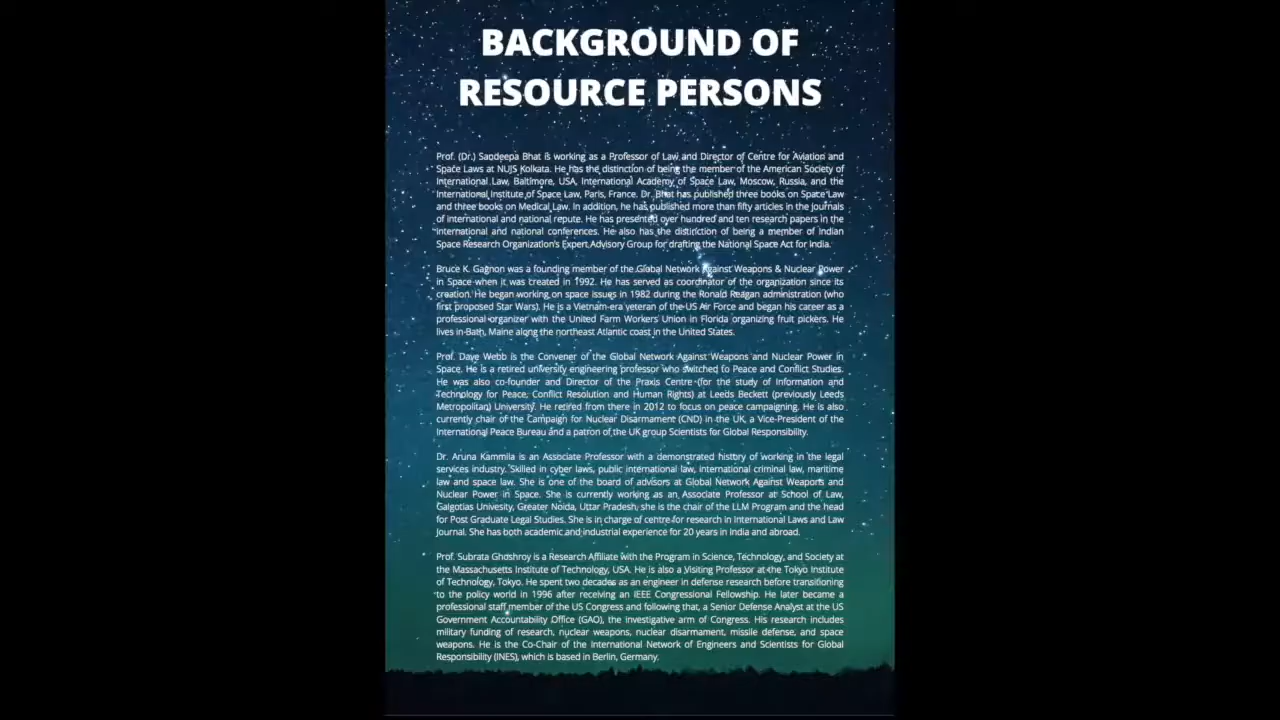 BACKGROUND OF
RESOURCE PERSONS
Prof. (Dr.) Sandeepa Bhat is working as a Professor of Law and Director of Centre for Aviation and
Space Laws at NUJS Kolkata. He has the distinction of being the member of the American Society of
International Law, Baltimore, USA, International Academy of Space Law, Moscow, Russia, and the
International Institute of Space Law, Paris, France. Dr. Bhat has published three books on Space Law
and three books on Medical Law. In addition, he has published more than fifty articles in the journals
of international and national repute. He has presented over hundred and ten research papers in the
international and national conferences. He also has the distinction of being a member of Indian
Space Research Organization's Expert Advisory Group for drafting the National Space Act for India.
Bruce K. Gagnon was a founding member of the Global Network Against Weapons & Nuclear Power
in Space when it was created in 1992. He has served as coordinator of the organization since its
creation. He began working on space issues in 1982 during the Ronald Reagan administration (who
first proposed Star Wars). He is a Vietnam-era veteran of the US Air Force and began his career as a
professional organizer with the United Farm Workers Union in Florida organizing fruit pickers. He
lives in Bath, Maine along the northeast Atlantic coast in the United States.
Prof. Dave Webb is the Convener of the Global Network Against Weapons and Nuclear Power in
Space. He is a retired university engineering professor who switched to Peace and Conflict Studies.
He was also co-founder and Director of the Praxis Centre (for the study of Information and
Technology for Peace, Conflict Resolution and Human Rights) at Leeds Beckett (previously Leeds
Metropolitan) University. He retired from there in 2012 to focus on peace campaigning. He is also
currently chair of the Campaign for Nuclear Disarmament (CND) in the UK, a Vice-President of the
International Peace Bureau and a patron of the UK group Scientists for Global Responsibility.
Dr. Aruna Kammila is an Associate Professor with a demonstrated history of working in the legal
services industry. Skilled in cyber laws, public international law, international criminal law, maritime
law and space law. She is one of the board of advisors at Global Network Against Weapons and
Nuclear Power in Space. She is currently working as an Associate Professor at School of Law,
Galgotias Univesity, Greater Noida, Uttar Pradesh, she is the chair of the LLM Program and the head
for Post Graduate Legal Studies. She is in charge of centre for research in International Laws and Law
Journal. She has both academic and industrial experience for 20 years in India and abroad.
Prof. Subrata Ghoshroy is a Research Affiliate with the Program in Science, Technology, and Society at
the Massachusetts Institute of Technology, USA. He is also a Visiting Professor at the Tokyo Institute
of Technology, Tokyo. He spent two decades as an engineer in defense research before transitioning
to the policy world in 1996 after receiving an IEEE Congressional Fellowship. He later became a
professional staff member of the US Congress and following that, a Senior Defense Analyst at the US
Government Accountability Office (GAO), the investigative arm of Congress. His research includes
military funding of research, nuclear weapons, nuclear disarmament, missile defense, and space
weapons. He is the Co-Chair of the International Network of Engineers and Scientists for Global
Responsibility (INES), which is based in Berlin, Germany.